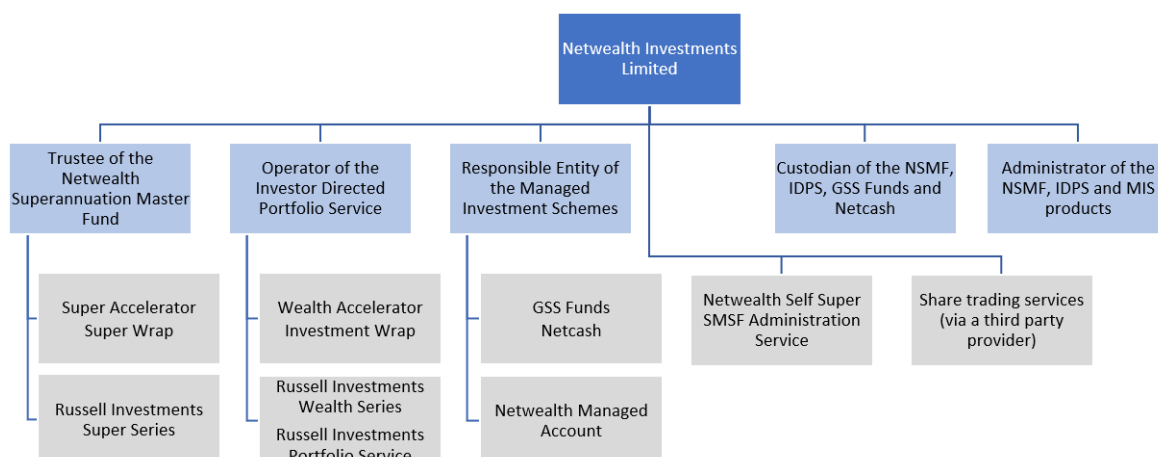 Netwealth Investments
Limited
Trustee of the
Netwealth
Superannuation Master
Fund
Operator of the
Investor Directed
Portfolio Service
Responsible Entity of
the Managed
Investment Schemes
Custodian of the NSMF,
IDPS, GSS Funds and
Netcash
Administrator of the
NSMF, IDPS and MIS
products
Super Accelerator
Super Wrap
Wealth Accelerator
Investment Wrap
GSS Funds
Netcash
Netwealth Self Super
SMSF Administration
Service
Share trading services
(via a third party
provider)
Russell Investments
Super Series
Russell Investments
Wealth Series
Russell Investments
Portfolio Service
Netwealth Managed
Account